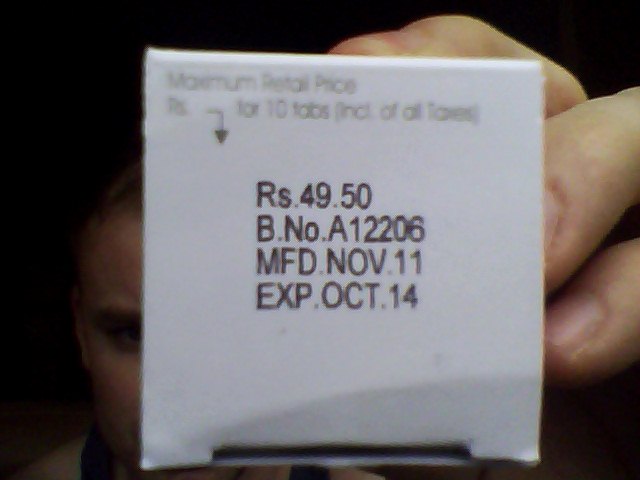 Maximum Retail Price
Rs. for 10 tabs (Incl. of all Taxes)
Rs.49.50
B.No.A12206
MFD.NOV.11
EXP.OCT.14